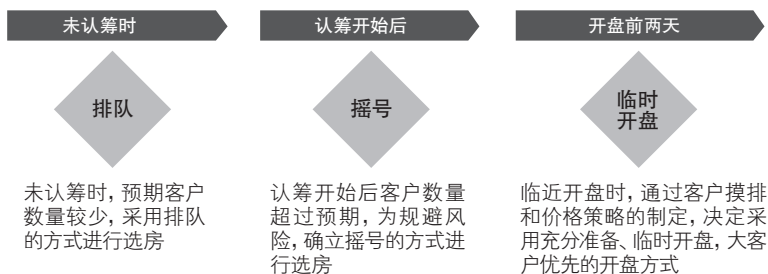 未认筹时
认筹开始后
开盘前两天
排队
摇号
临时
开盘
未认筹时，预期客户
数量较少，采用排队
的方式进行选房
认筹开始后客户数量
超过预期，为规避风
险，确立摇号的方式进
行选房
临近开盘时，通过客户摸排
和价格策略的制定，决定采
用充分准备、临时开盘，大客
户优先的开盘方式